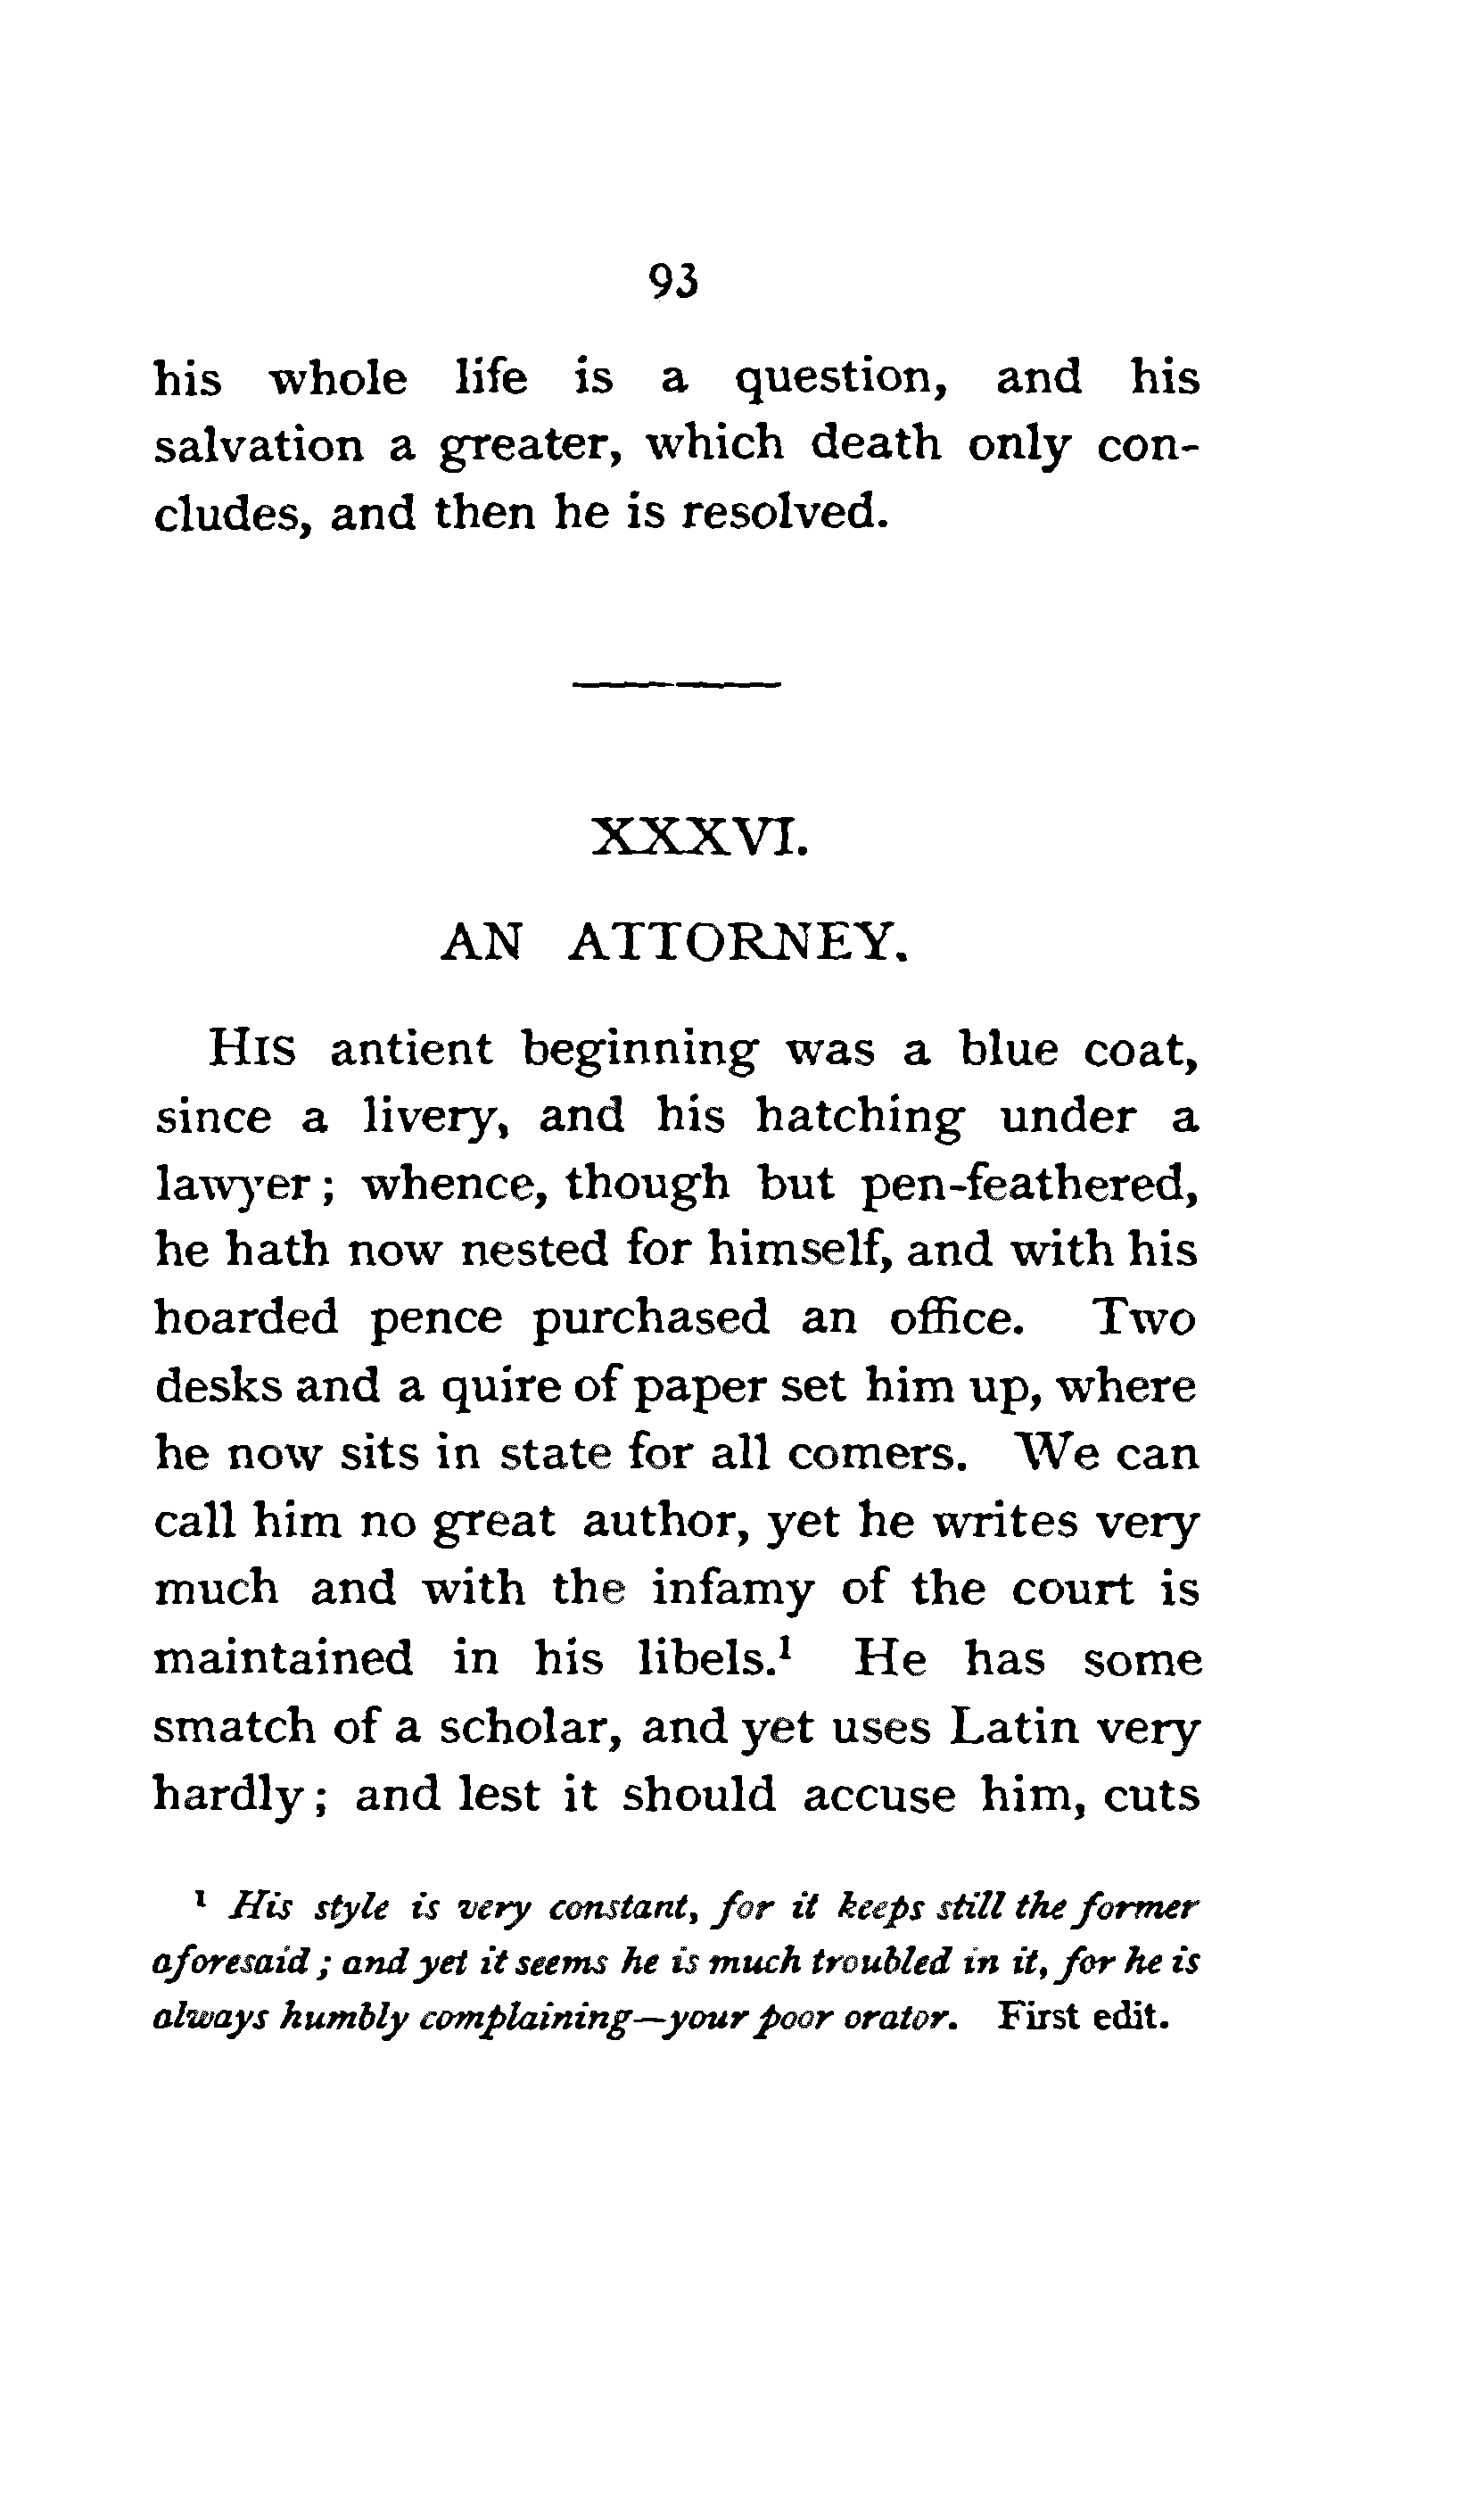 93
his whole life is a question, and his
salvation a greater, which death only con-
cludes, and then he is resolved.
XXXVI.
AN ATTORNEY.
His antient beginning was a blue coat,
since a livery, and his hatching under a
lawyer; whence, though but pen-feathered,
he hath now nested for himself, and with his
hoarded pence purchased an office. Two
desks and a quire of paper set him up, where
he now sits in state for all comers. We can
call him no great author, yet he writes very
much and with the infamy of the court is
maintained in his libels.¹ He has some
smatch of a scholar, and yet uses Latin very
hardly; and lest it should accuse him, cuts
¹ His style is very constant, for it keeps still the former
aforesaid; and yet it seems he is much troubled in it, for he is
always humbly complaining—your poor orator. First edit.